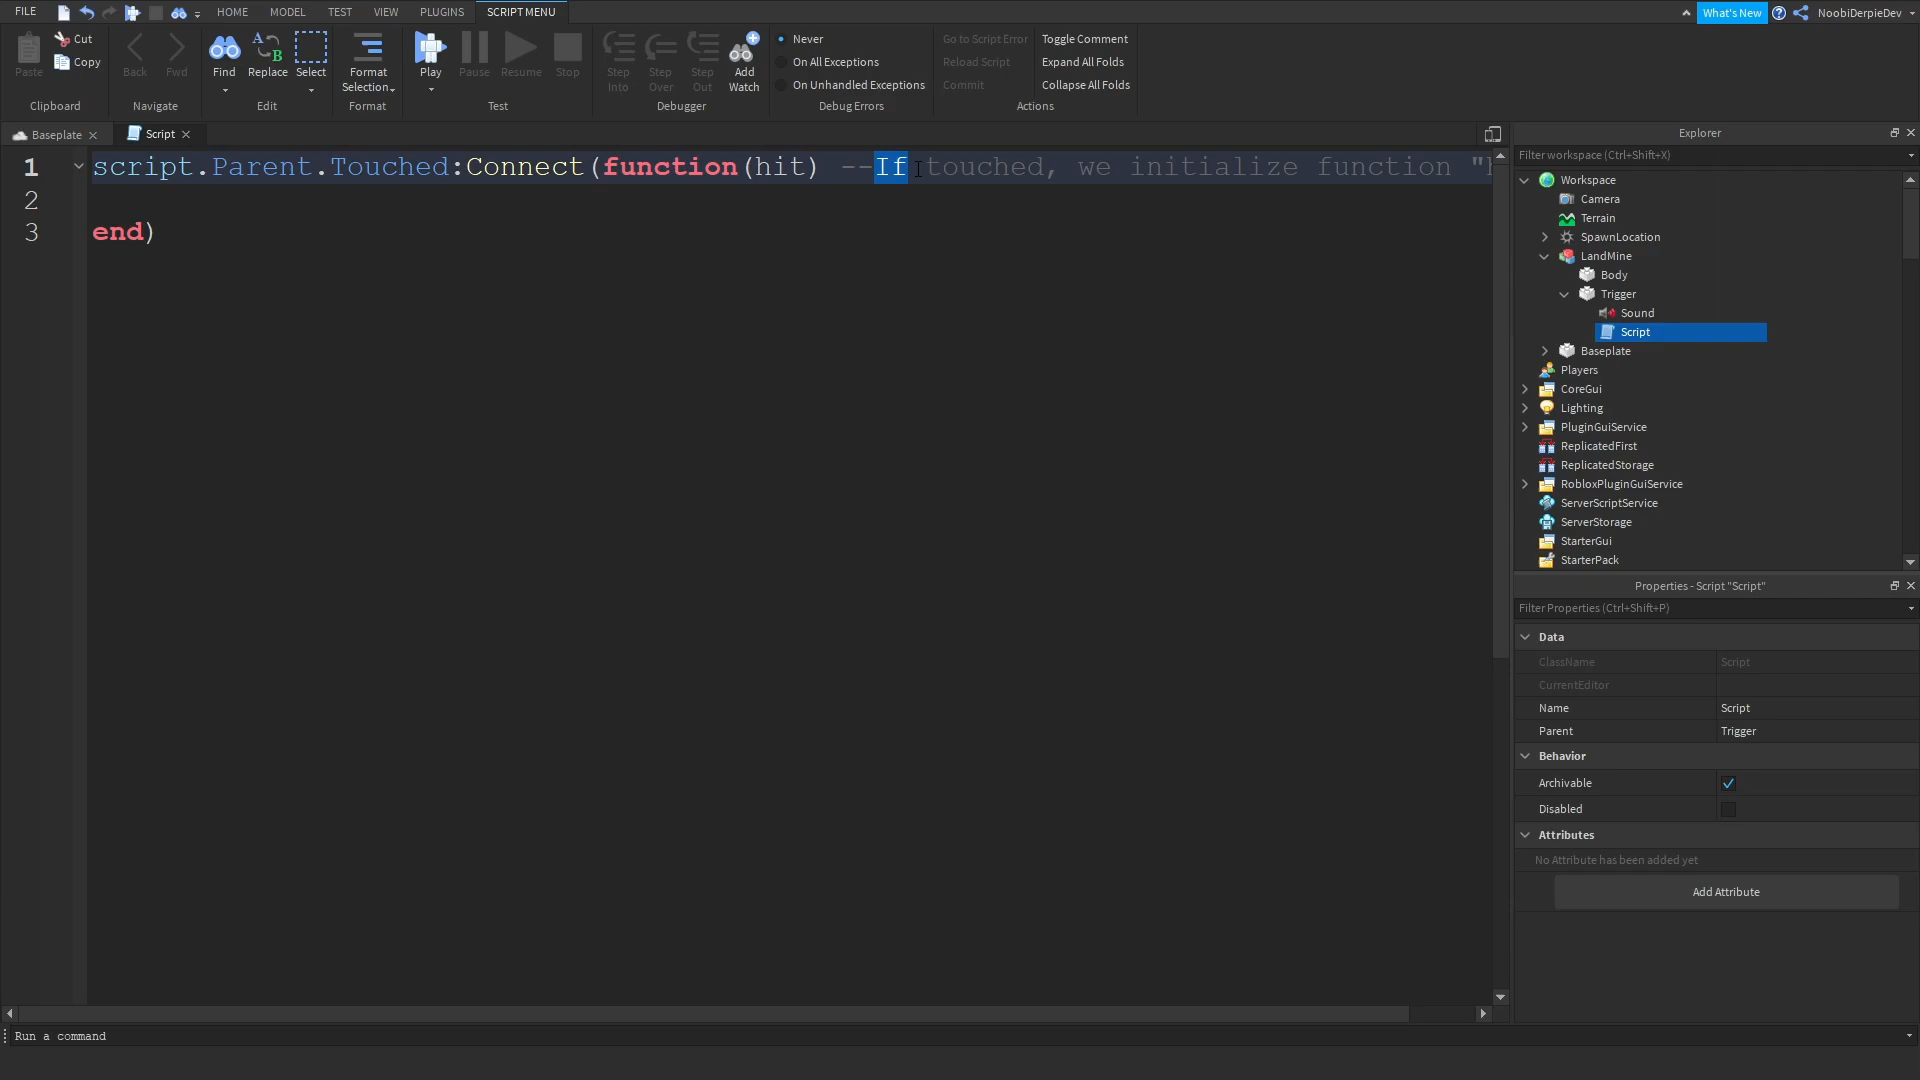 FILE
HOME
MODEL
TEST
VIEW
PLUGINS
SCRIPT MENU
What's New
NoobiDerpieDev
Paste
Cut
Copy
Clipboard
Back
Fwd
Navigate
Find
Replace
Select
Edit
Format
Selection
Format
Play
Pause
Resume
Stop
Test
Step
Into
Step
Over
Step
Out
Add
Watch
Debugger
Never
On All Exceptions
On Unhandled Exceptions
Debug Errors
Go to Script Error
Reload Script
Commit
Toggle Comment
Expand All Folds
Collapse All Folds
Actions
Baseplate
Script
1 script.Parent.Touched:Connect(function(hit) --If touched, we initialize function "h
2
3 end)
Explorer
Filter workspace (Ctrl+Shift+X)
Workspace
Camera
Terrain
SpawnLocation
LandMine
Body
Trigger
Sound
Script
Baseplate
Players
CoreGui
Lighting
PluginGuiService
ReplicatedFirst
ReplicatedStorage
RobloxPluginGuiService
ServerScriptService
ServerStorage
StarterGui
StarterPack
Properties - Script "Script"
Filter Properties (Ctrl+Shift+P)
Data
ClassName Script
CurrentEditor
Name Script
Parent Trigger
Behavior
Archivable
Disabled
Attributes
No Attribute has been added yet
Add Attribute
Run a command